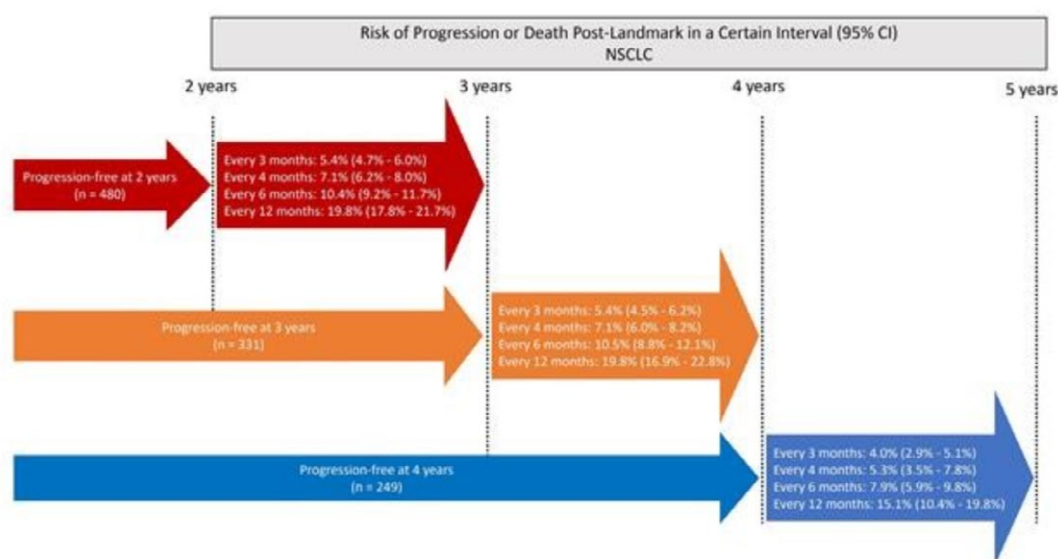 Risk of Progression or Death Post-Landmark in a Certain Interval (95% CI)
NSCLC
2 years
3 years
4 years
5 years
Progression-free at 2 years
(n = 480)
Every 3 months: 5.4% (4.7% - 6.0%)
Every 4 months: 7.1% (6.2% - 8.0%)
Every 6 months: 10.4% (9.2% - 11.7%)
Every 12 months: 19.8% (17.8% - 21.7%)
Progression-free at 3 years
(n = 331)
Every 3 months: 5.4% (4.5% - 6.2%)
Every 4 months: 7.1% (6.0% - 8.2%)
Every 6 months: 10.5% (8.8% - 12.1%)
Every 12 months: 19.8% (16.9% - 22.8%)
Progression-free at 4 years
(n = 249)
Every 3 months: 4.0% (2.9% - 5.1%)
Every 4 months: 5.3% (3.5% - 7.8%)
Every 6 months: 7.9% (5.9% - 9.8%)
Every 12 months: 15.1% (10.4% - 19.8%)